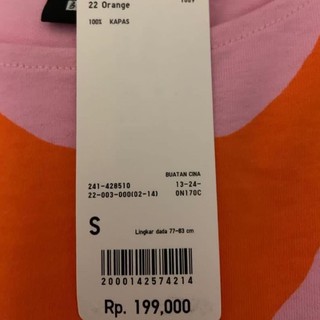 22 Orange
100% KAPAS
BUATAN CINA
241-428510 13-24-
22-003-000(02-14) 0N170C
S Lingkar dada 77-83 cm
2000142574214
Rp. 199,000